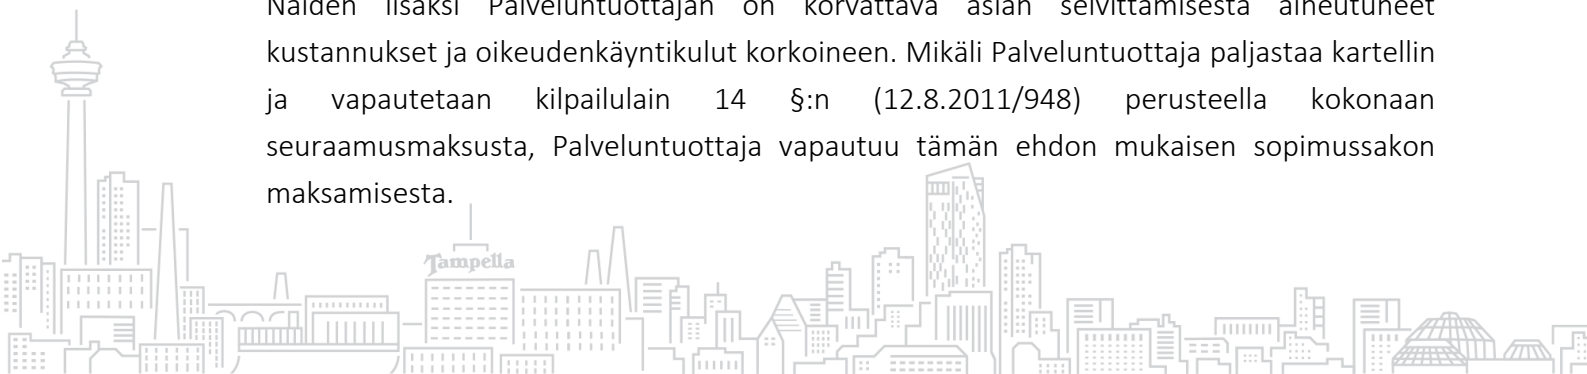 Näiden lisäksi Palveluntuottajan on korvattava asian selvittämisestä aiheutuneet
kustannukset ja oikeudenkäyntikulut korkoineen. Mikäli Palveluntuottaja paljastaa kartellin
ja vapautetaan kilpailulain 14 §:n (12.8.2011/948) perusteella kokonaan
seuraamusmaksusta, Palveluntuottaja vapautuu tämän ehdon mukaisen sopimussakon
maksamisesta.
Tampella